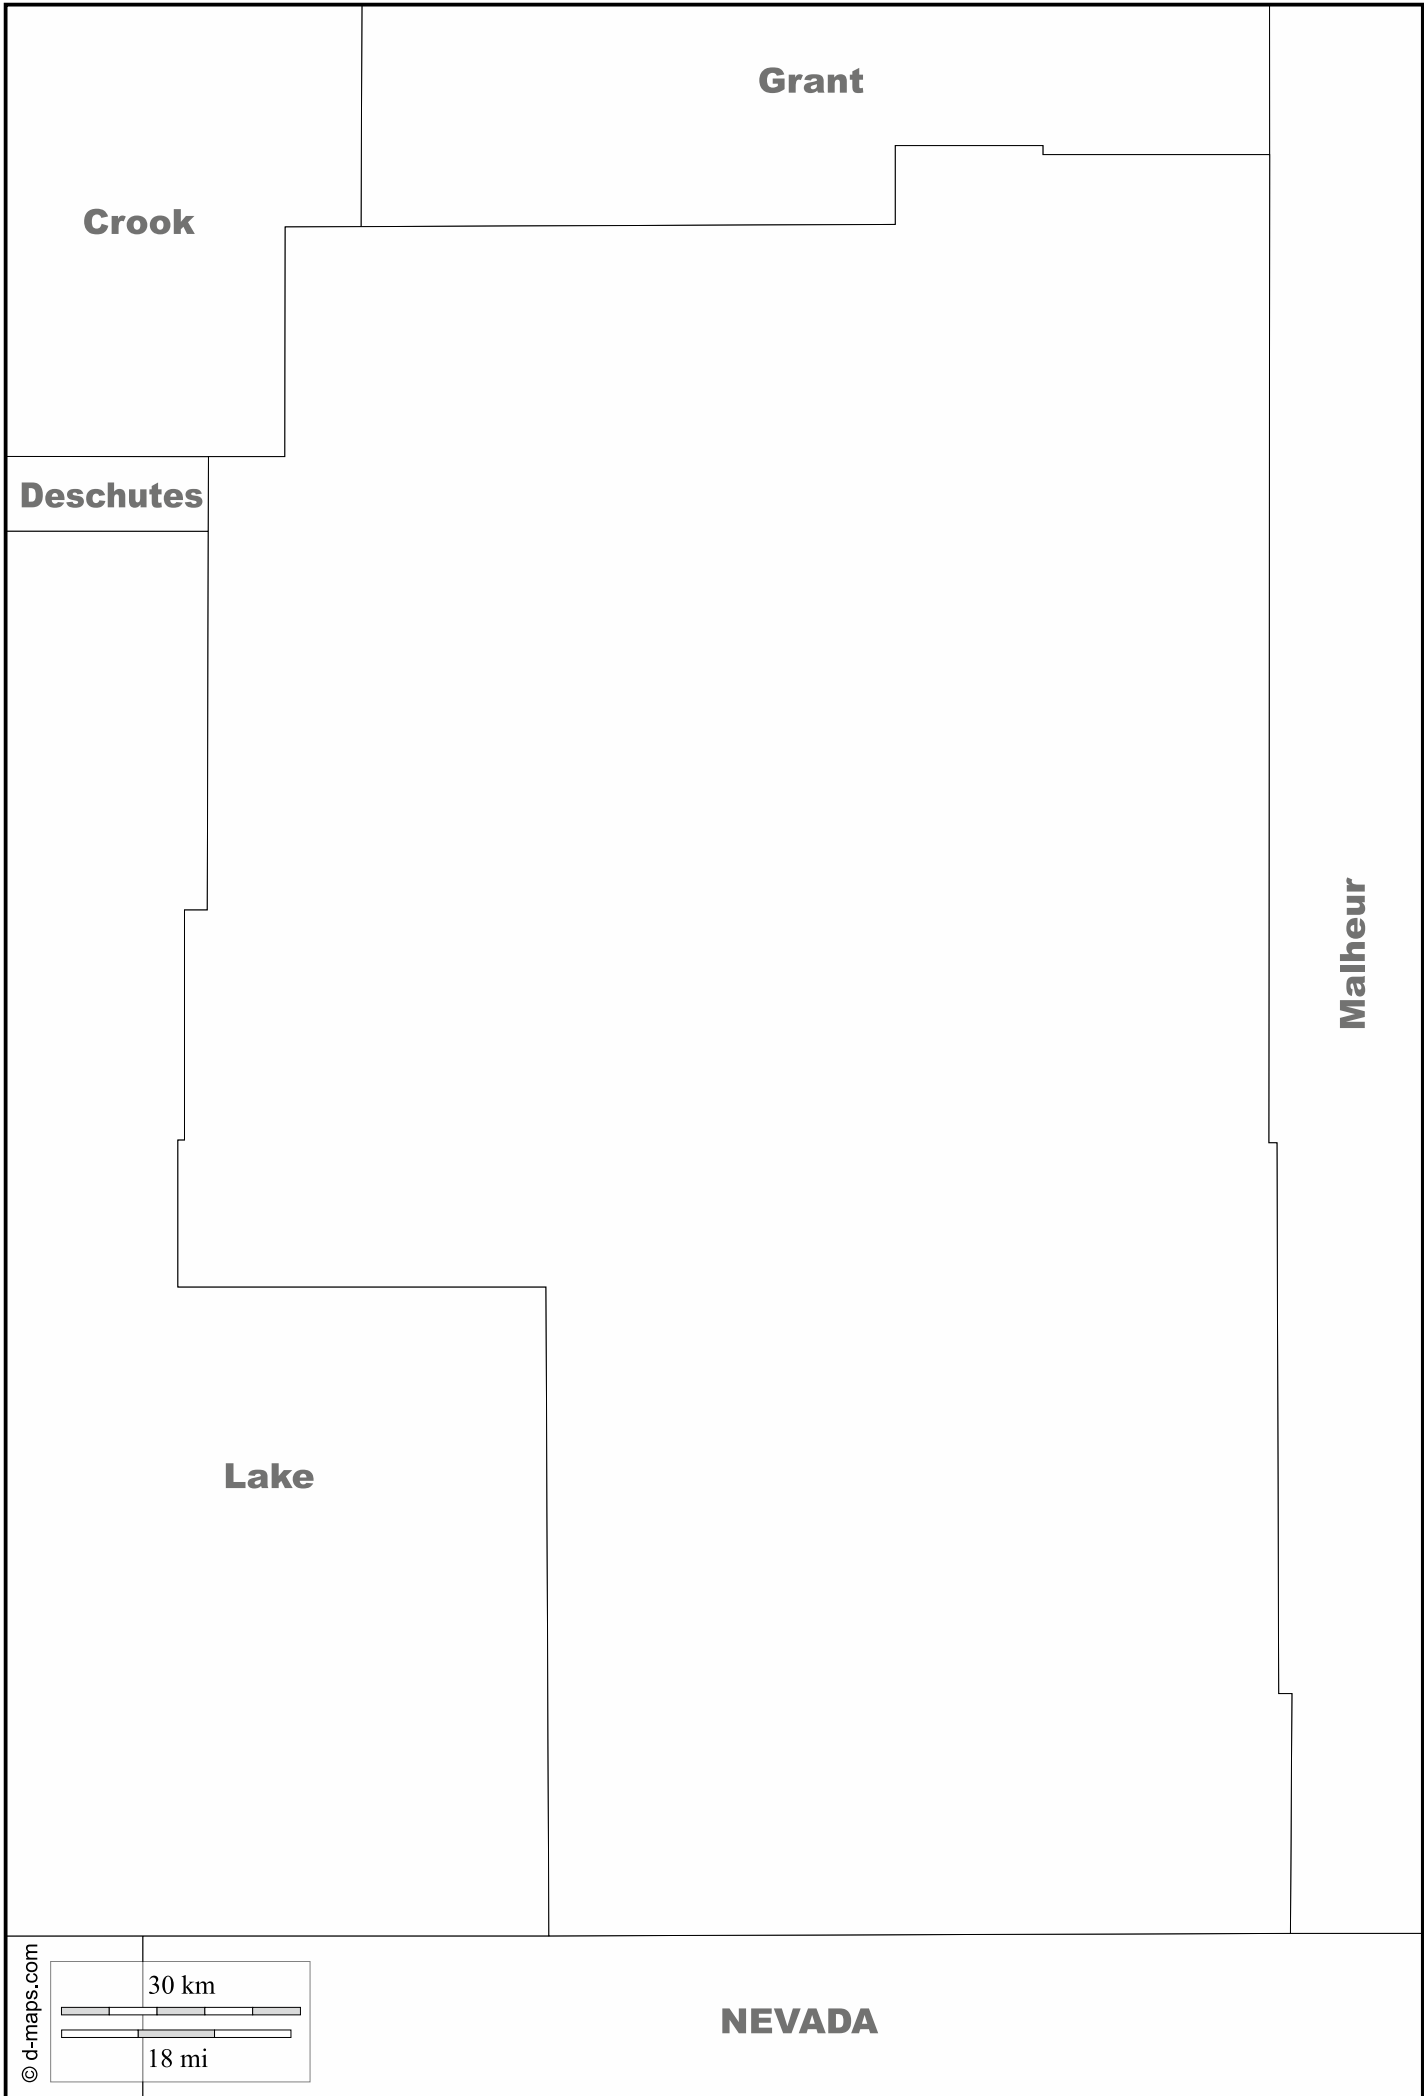 Grant
Crook
Deschutes
Malheur
Lake
© d-maps.com
30 km
18 mi
NEVADA